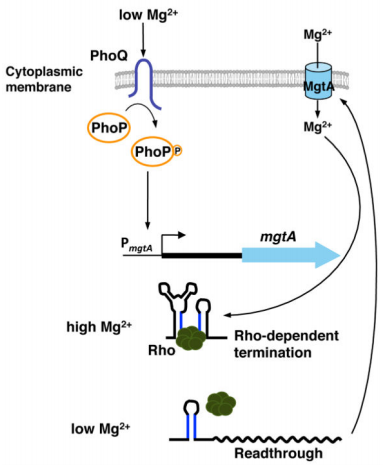 low Mg²⁺
Mg²⁺
PhoQ
Cytoplasmic
membrane
MgtA
PhoP
Mg²⁺
PhoP P
PmgtA
mgtA
high Mg²⁺
Rho
Rho-dependent
termination
low Mg²⁺
Readthrough